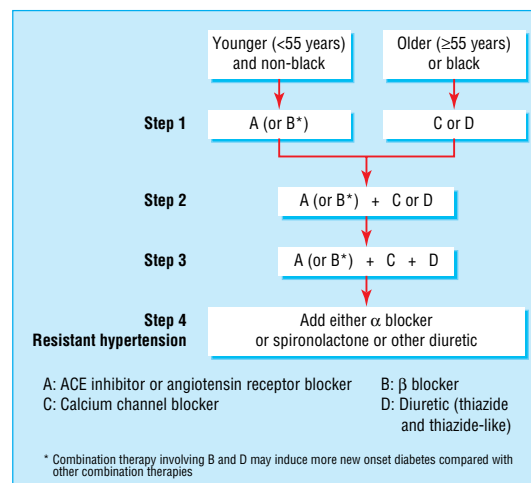 Younger (<55 years)
and non-black
Older (≥55 years)
or black
Step 1
A (or B*)
C or D
Step 2
A (or B*) + C or D
Step 3
A (or B*) + C + D
Step 4
Resistant hypertension
Add either α blocker
or spironolactone or other diuretic
A: ACE inhibitor or angiotensin receptor blocker
B: β blocker
C: Calcium channel blocker
D: Diuretic (thiazide
and thiazide-like)
* Combination therapy involving B and D may induce more new onset diabetes compared with
other combination therapies